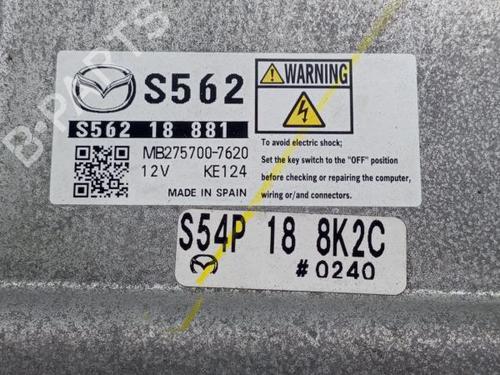 S562
S562 18 881
MB275700-7620
12V KE124
MADE IN SPAIN
WARNING
To avoid electric shock;
Set the key switch to the "OFF" position
before checking or repairing the computer,
wiring or/and connectors.
S54P 18 8K2C
#0240
B-PARTS